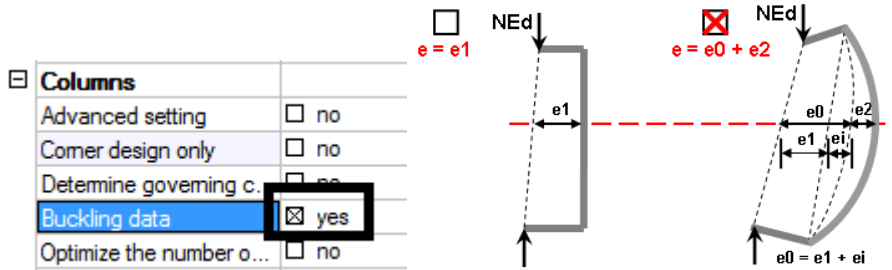 Columns
Advanced setting no
Corner design only no
Determine governing c... no
Buckling data yes
Optimize the number o... no
NEd
e = e1
e1
NEd
e = e0 + e2
e0 e2
e1 ei
e0 = e1 + ei